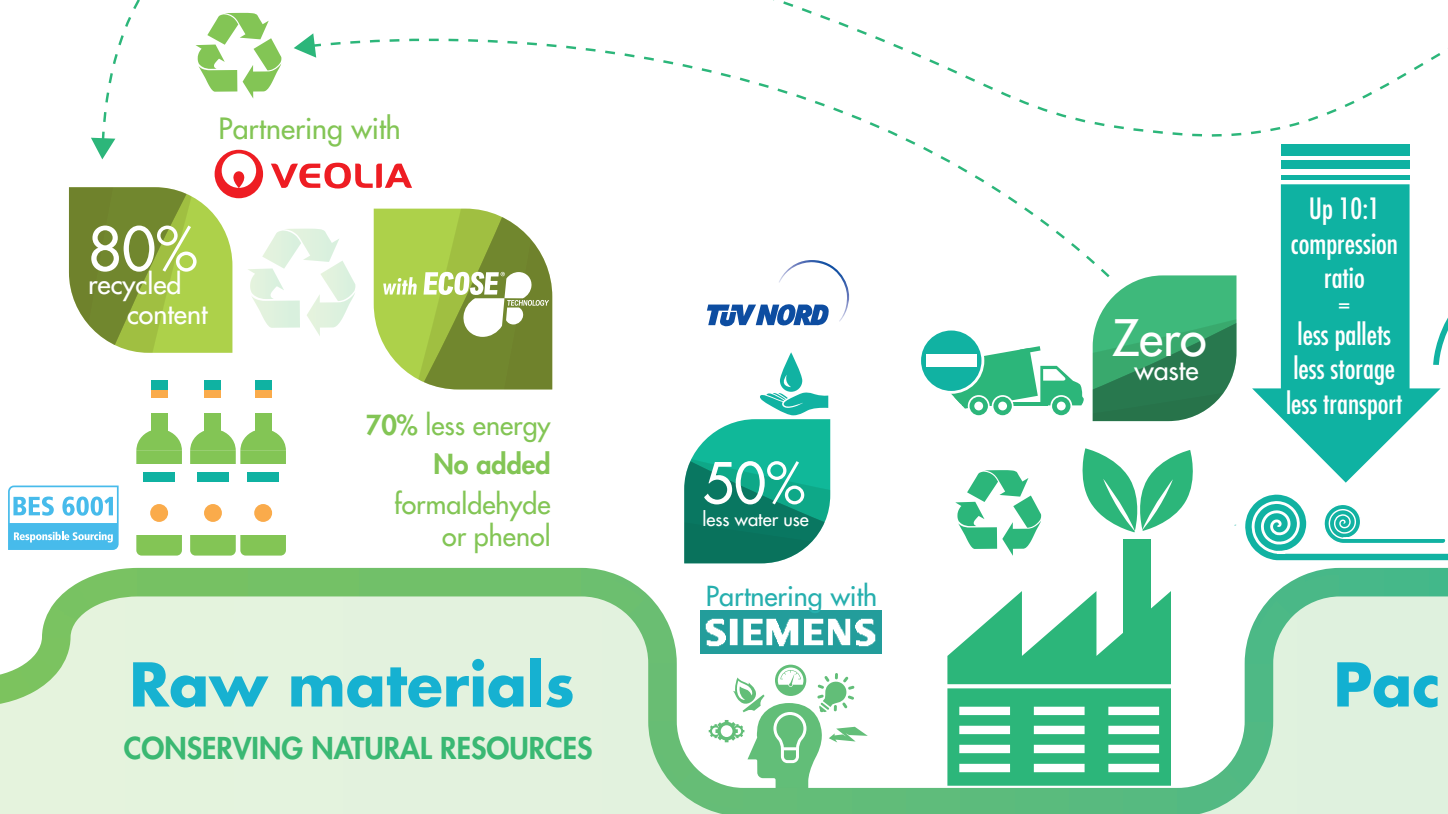 Partnering with
VEOLIA
80%
recycled
content
with ECOSE®
TECHNOLOGY
70% less energy
No added
formaldehyde
or phenol
BES 6001
Responsible Sourcing
Raw materials
CONSERVING NATURAL RESOURCES
TÜV NORD
50%
less water use
Partnering with
SIEMENS
Zero
waste
Up 10:1
compression
ratio
=
less pallets
less storage
less transport
Pac